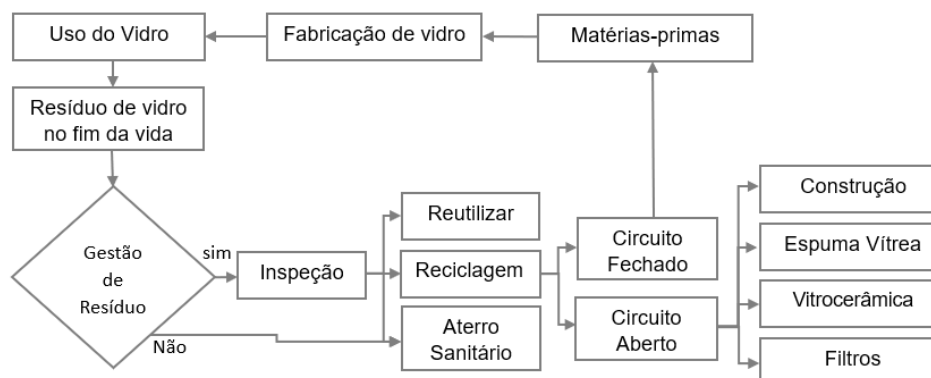 Uso do Vidro
Fabricação de vidro
Matérias-primas
Resíduo de vidro
no fim da vida
Gestão
de
Resíduo
sim
Não
Inspeção
Reutilizar
Reciclagem
Aterro
Sanitário
Circuito
Fechado
Circuito
Aberto
Construção
Espuma Vítrea
Vitrocerâmica
Filtros